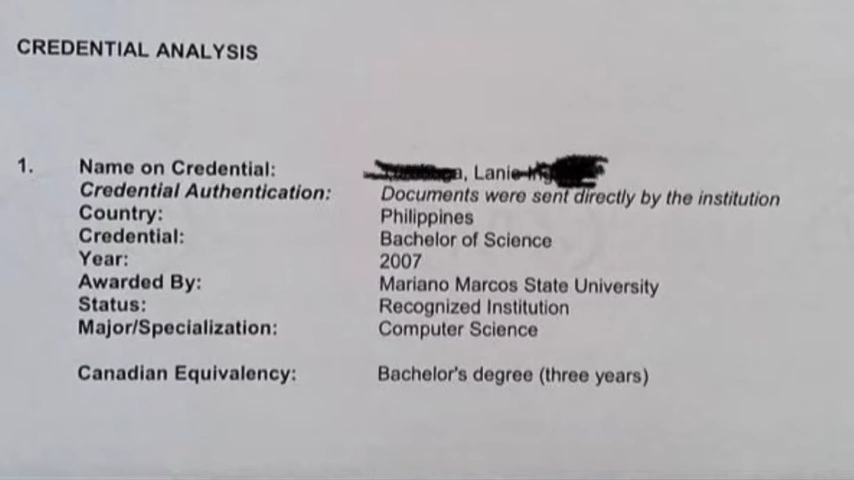 CREDENTIAL ANALYSIS
1. Name on Credential: Lanie
Credential Authentication: Documents were sent directly by the institution
Country: Philippines
Credential: Bachelor of Science
Year: 2007
Awarded By: Mariano Marcos State University
Status: Recognized Institution
Major/Specialization: Computer Science
Canadian Equivalency: Bachelor's degree (three years)